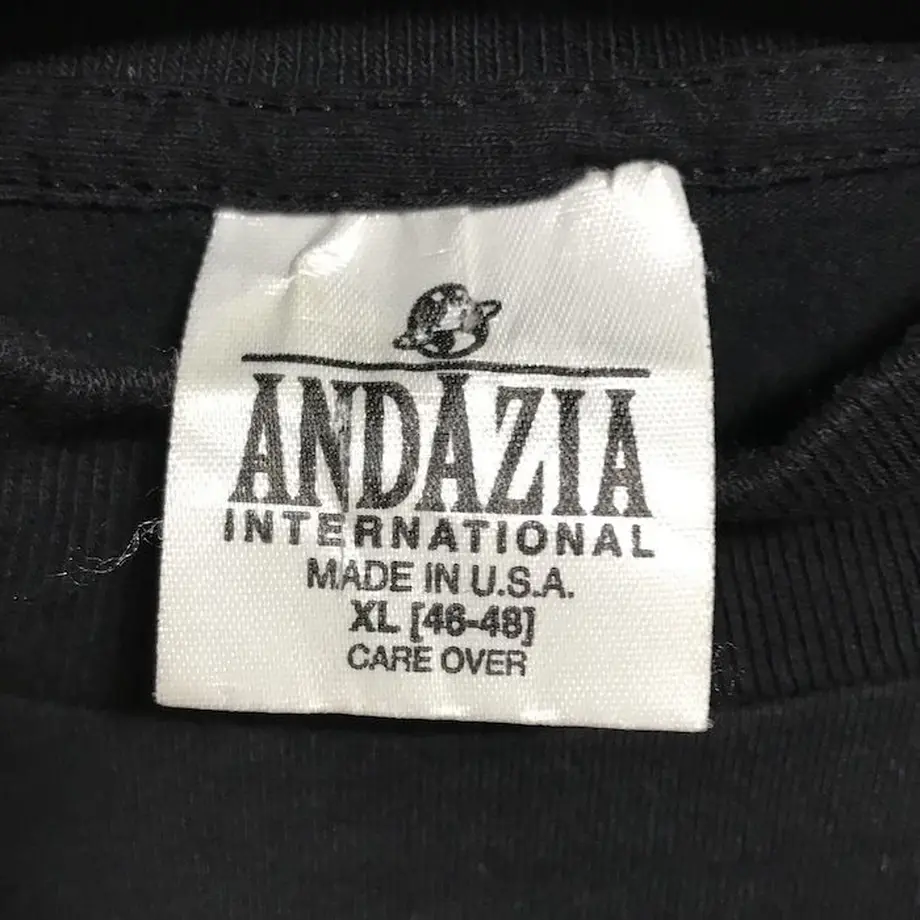 ANDAZIA
INTERNATIONAL
MADE IN U.S.A.
XL [46-48]
CARE OVER